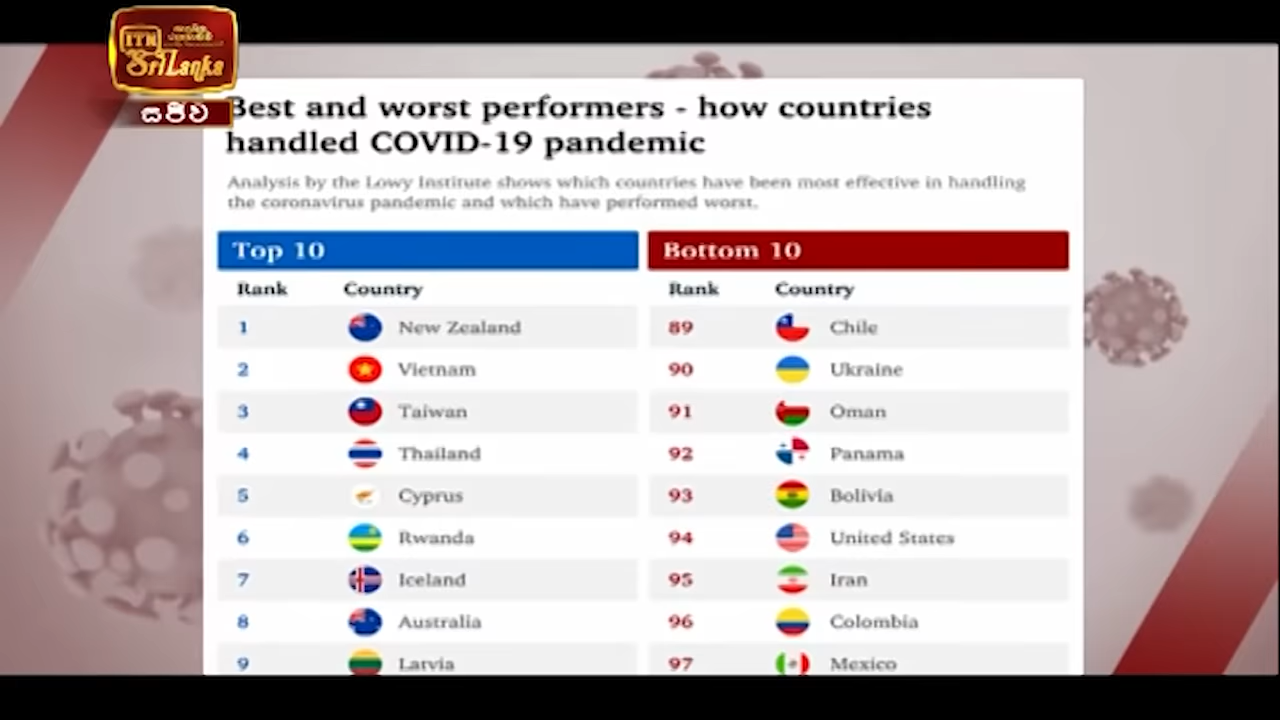 ITN
Sri Lanka
සජීව
Best and worst performers - how countries
handled COVID-19 pandemic
Analysis by the Lowy Institute shows which countries have been most effective in handling
the coronavirus pandemic and which have performed worst.
Top 10
Bottom 10
Rank Country Rank Country
1 New Zealand 89 Chile
2 Vietnam 90 Ukraine
3 Taiwan 91 Oman
4 Thailand 92 Panama
5 Cyprus 93 Bolivia
6 Rwanda 94 United States
7 Iceland 95 Iran
8 Australia 96 Colombia
9 Latvia 97 Mexico